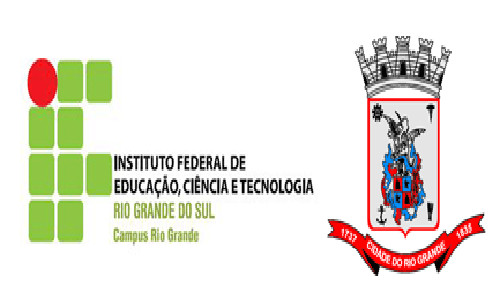 INSTITUTO FEDERAL DE
EDUCAÇÃO, CIÊNCIA E TECNOLOGIA
RIO GRANDE DO SUL
Campus Rio Grande
1737 CIDADE DO RIO GRANDE 1835